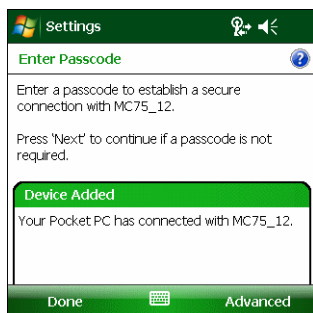 Settings
Enter Passcode
Enter a passcode to establish a secure
connection with MC75_12.
Press 'Next' to continue if a passcode is not
required.
Device Added
Your Pocket PC has connected with MC75_12.
Done
Advanced